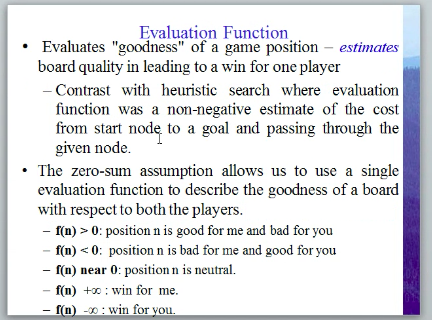 Evaluation Function
• Evaluates "goodness" of a game position – estimates
board quality in leading to a win for one player
– Contrast with heuristic search where evaluation
function was a non-negative estimate of the cost
from start node to a goal and passing through the
given node.
• The zero-sum assumption allows us to use a single
evaluation function to describe the goodness of a board
with respect to both the players.
– f(n) > 0: position n is good for me and bad for you
– f(n) < 0: position n is bad for me and good for you
– f(n) near 0: position n is neutral.
– f(n) +∞ : win for me.
– f(n) -∞ : win for you.